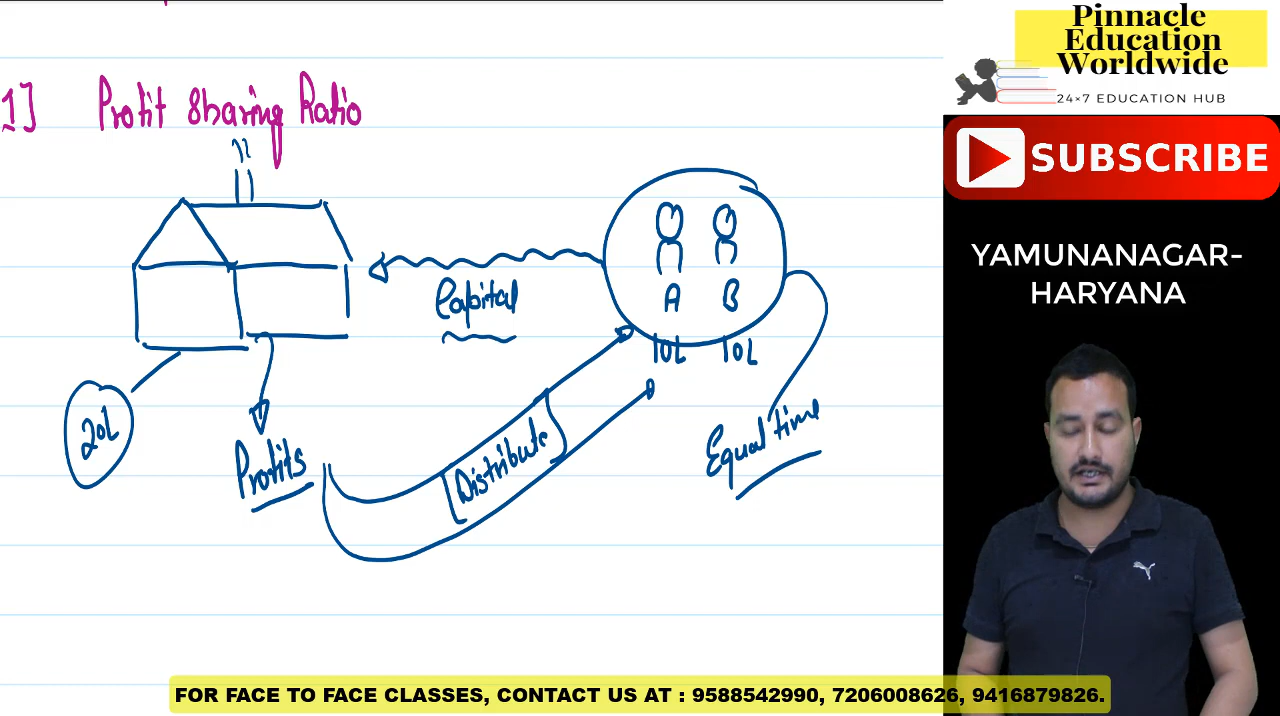 1] Profit Sharing Ratio
Capital
A B
10L 10L
20L
Profits
Distribute
Equal time
Pinnacle
Education
Worldwide
24×7 EDUCATION HUB
SUBSCRIBE
YAMUNANAGAR-
HARYANA
FOR FACE TO FACE CLASSES, CONTACT US AT : 9588542990, 7206008626, 9416879826.